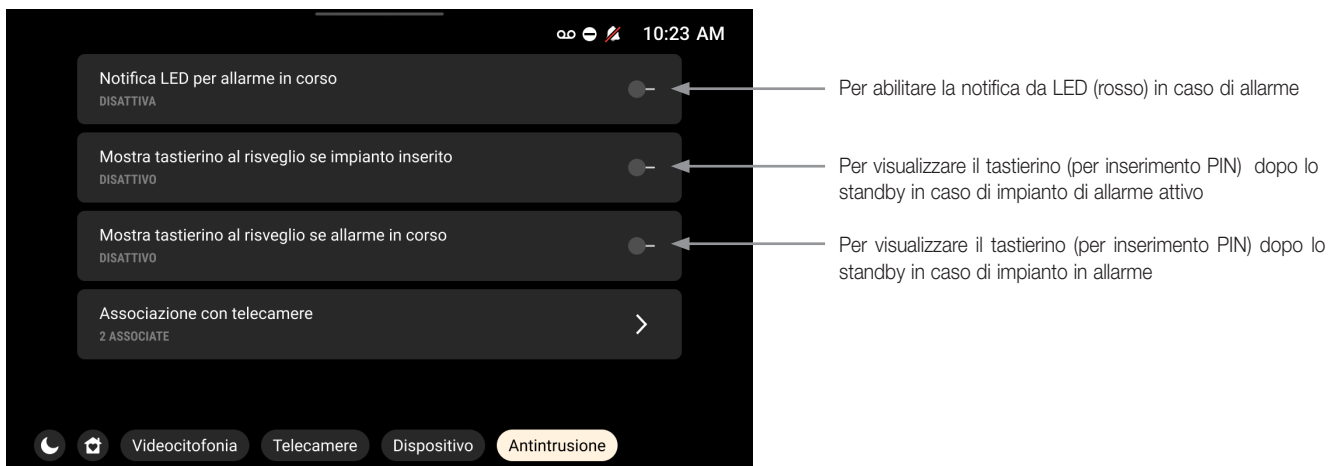 10:23 AM
Notifica LED per allarme in corso
DISATTIVA
Per abilitare la notifica da LED (rosso) in caso di allarme
Mostra tastierino al risveglio se impianto inserito
DISATTIVO
Per visualizzare il tastierino (per inserimento PIN) dopo lo
standby in caso di impianto di allarme attivo
Mostra tastierino al risveglio se allarme in corso
DISATTIVO
Per visualizzare il tastierino (per inserimento PIN) dopo lo
standby in caso di impianto in allarme
Associazione con telecamere
2 ASSOCIATE
Videocitofonia Telecamere Dispositivo Antintrusione